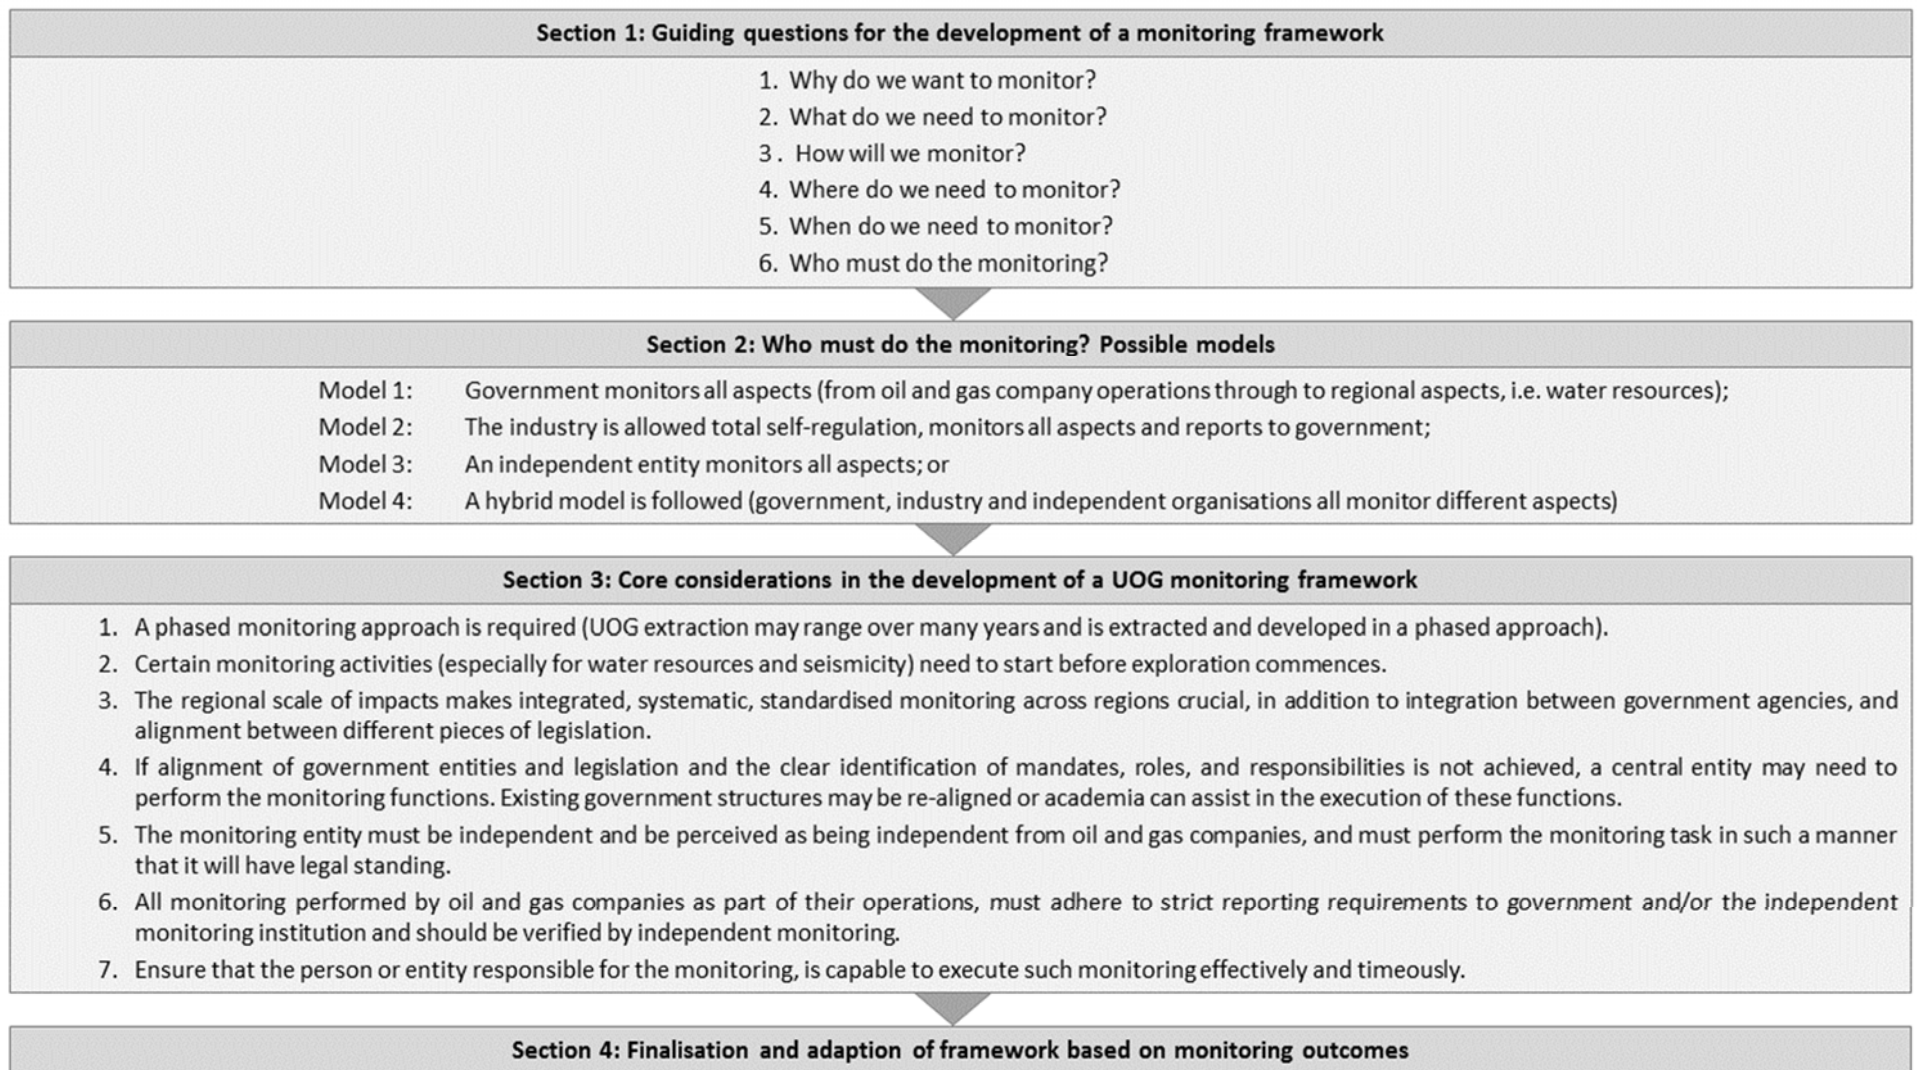 Section 1: Guiding questions for the development of a monitoring framework
1. Why do we want to monitor?
2. What do we need to monitor?
3. How will we monitor?
4. Where do we need to monitor?
5. When do we need to monitor?
6. Who must do the monitoring?
Section 2: Who must do the monitoring? Possible models
Model 1: Government monitors all aspects (from oil and gas company operations through to regional aspects, i.e. water resources);
Model 2: The industry is allowed total self-regulation, monitors all aspects and reports to government;
Model 3: An independent entity monitors all aspects; or
Model 4: A hybrid model is followed (government, industry and independent organisations all monitor different aspects)
Section 3: Core considerations in the development of a UOG monitoring framework
1. A phased monitoring approach is required (UOG extraction may range over many years and is extracted and developed in a phased approach).
2. Certain monitoring activities (especially for water resources and seismicity) need to start before exploration commences.
3. The regional scale of impacts makes integrated, systematic, standardised monitoring across regions crucial, in addition to integration between government agencies, and
alignment between different pieces of legislation.
4. If alignment of government entities and legislation and the clear identification of mandates, roles, and responsibilities is not achieved, a central entity may need to
perform the monitoring functions. Existing government structures may be re-aligned or academia can assist in the execution of these functions.
5. The monitoring entity must be independent and be perceived as being independent from oil and gas companies, and must perform the monitoring task in such a manner
that it will have legal standing.
6. All monitoring performed by oil and gas companies as part of their operations, must adhere to strict reporting requirements to government and/or the independent
monitoring institution and should be verified by independent monitoring.
7. Ensure that the person or entity responsible for the monitoring, is capable to execute such monitoring effectively and timeously.
Section 4: Finalisation and adaption of framework based on monitoring outcomes